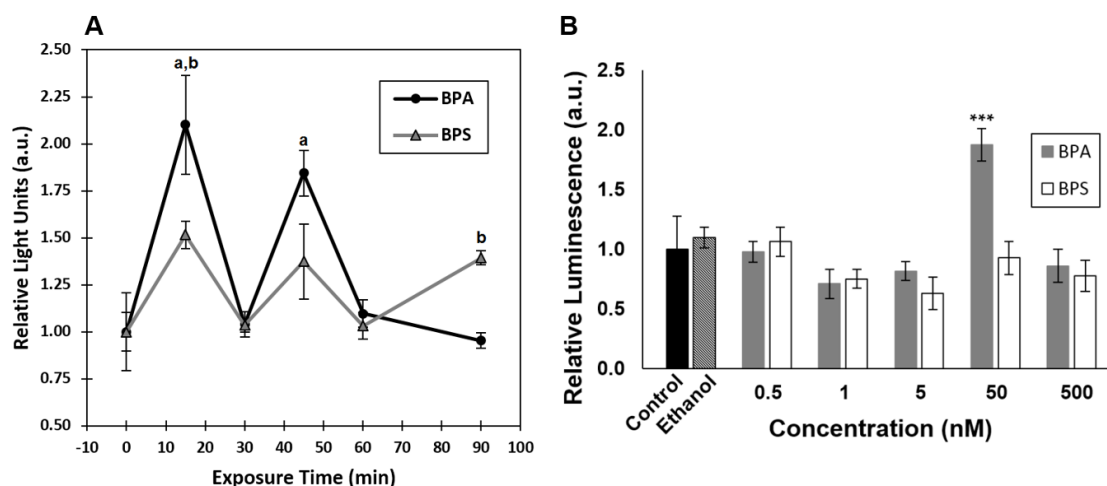 A
2.50
2.25
2.00
1.75
1.50
1.25
1.00
0.75
0.50
Relative Light Units (a.u.)
a,b
a
b
BPA
BPS
-10 0 10 20 30 40 50 60 70 80 90 100
Exposure Time (min)
B
2.5
2.0
1.5
1.0
0.5
0.0
Relative Luminescence (a.u.)
***
BPA
BPS
Control
Ethanol
0.5 1 5 50 500
Concentration (nM)